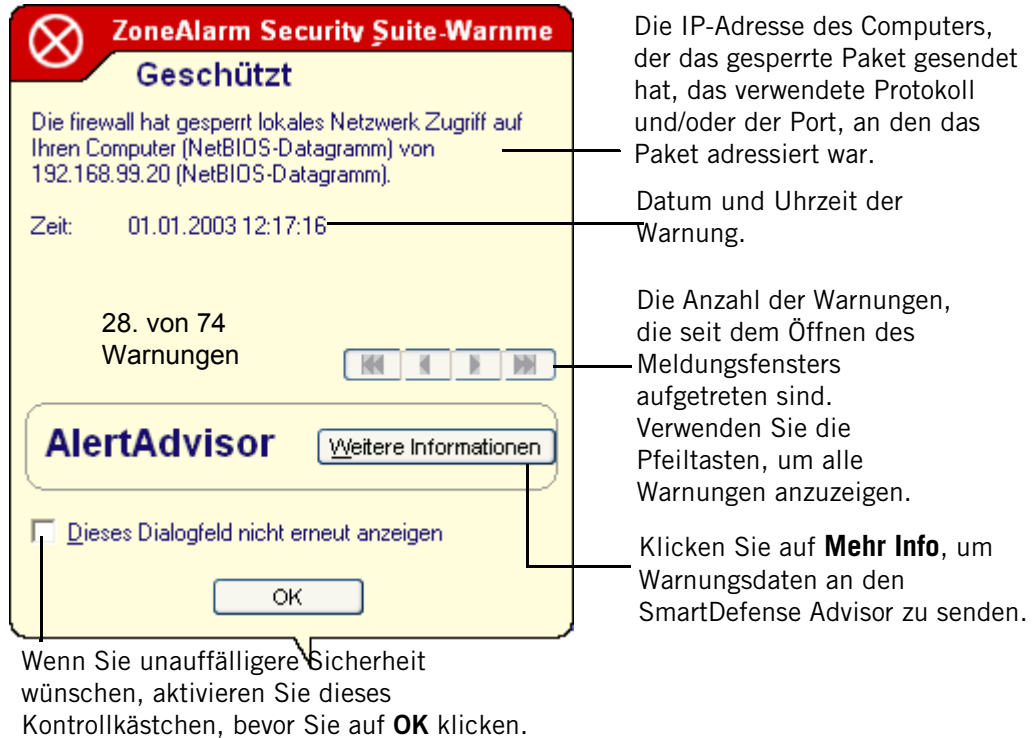 ZoneAlarm Security Suite-Warnme
Geschützt
Die firewall hat gesperrt lokales Netzwerk Zugriff auf
Ihren Computer (NetBIOS-Datagramm) von
192.168.99.20 (NetBIOS-Datagramm).
Zeit: 01.01.2003 12:17:16
28. von 74
Warnungen
AlertAdvisor
Weitere Informationen
Dieses Dialogfeld nicht erneut anzeigen
OK
Die IP-Adresse des Computers,
der das gesperrte Paket gesendet
hat, das verwendete Protokoll
und/oder der Port, an den das
Paket adressiert war.
Datum und Uhrzeit der
Warnung.
Die Anzahl der Warnungen,
die seit dem Öffnen des
Meldungsfensters
aufgetreten sind.
Verwenden Sie die
Pfeiltasten, um alle
Warnungen anzuzeigen.
Klicken Sie auf Mehr Info, um
Warnungsdaten an den
SmartDefense Advisor zu senden.
Wenn Sie unauffälligere Sicherheit
wünschen, aktivieren Sie dieses
Kontrollkästchen, bevor Sie auf OK klicken.